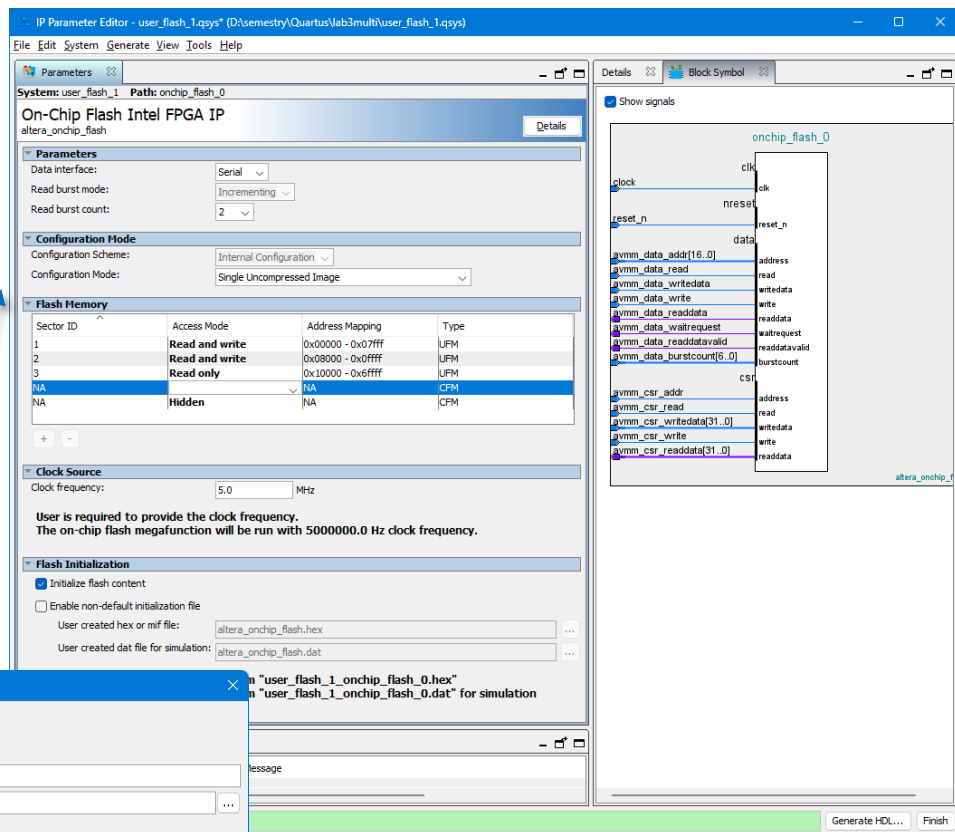 IP Parameter Editor - user_flash_1.qsys* (D:\semestry\Quartus\lab3multi\user_flash_1.qsys)
File Edit System Generate View Tools Help
Parameters
System: user_flash_1 Path: onchip_flash_0
On-Chip Flash Intel FPGA IP
altera_onchip_flash
Details
Parameters
Data interface: Serial
Read burst mode: Incrementing
Read burst count: 2
Configuration Mode
Configuration Scheme: Internal Configuration
Configuration Mode: Single Uncompressed Image
Flash Memory
Sector ID Access Mode Address Mapping Type
1 Read and write 0x00000 - 0x07fff UFM
2 Read and write 0x08000 - 0x0ffff UFM
3 Read only 0x10000 - 0x6ffff UFM
NA NA CFM
NA Hidden NA CFM
+ -
Clock Source
Clock frequency: 5.0 MHz
User is required to provide the clock frequency.
The on-chip flash megafunction will be run with 5000000.0 Hz clock frequency.
Flash Initialization
Initialize flash content
Enable non-default initialization file
User created hex or mif file: altera_onchip_flash.hex ...
User created dat file for simulation: altera_onchip_flash.dat ...
"user_flash_1_onchip_flash_0.hex"
"user_flash_1_onchip_flash_0.dat" for simulation
essage
...
Details Block Symbol
Show signals
onchip_flash_0
clk
clock clk
nreset
reset_n reset_n
data
avmm_data_addr[16..0] address
avmm_data_read read
avmm_data_writedata writedata
avmm_data_write write
avmm_data_readdata readdata
avmm_data_waitrequest waitrequest
avmm_data_readdatavalid readdatavalid
avmm_data_burstcount[6..0] burstcount
csr
avmm_csr_addr address
avmm_csr_read read
avmm_csr_writedata[31..0] writedata
avmm_csr_write write
avmm_csr_readdata[31..0] readdata
altera_onchip_f
Generate HDL... Finish